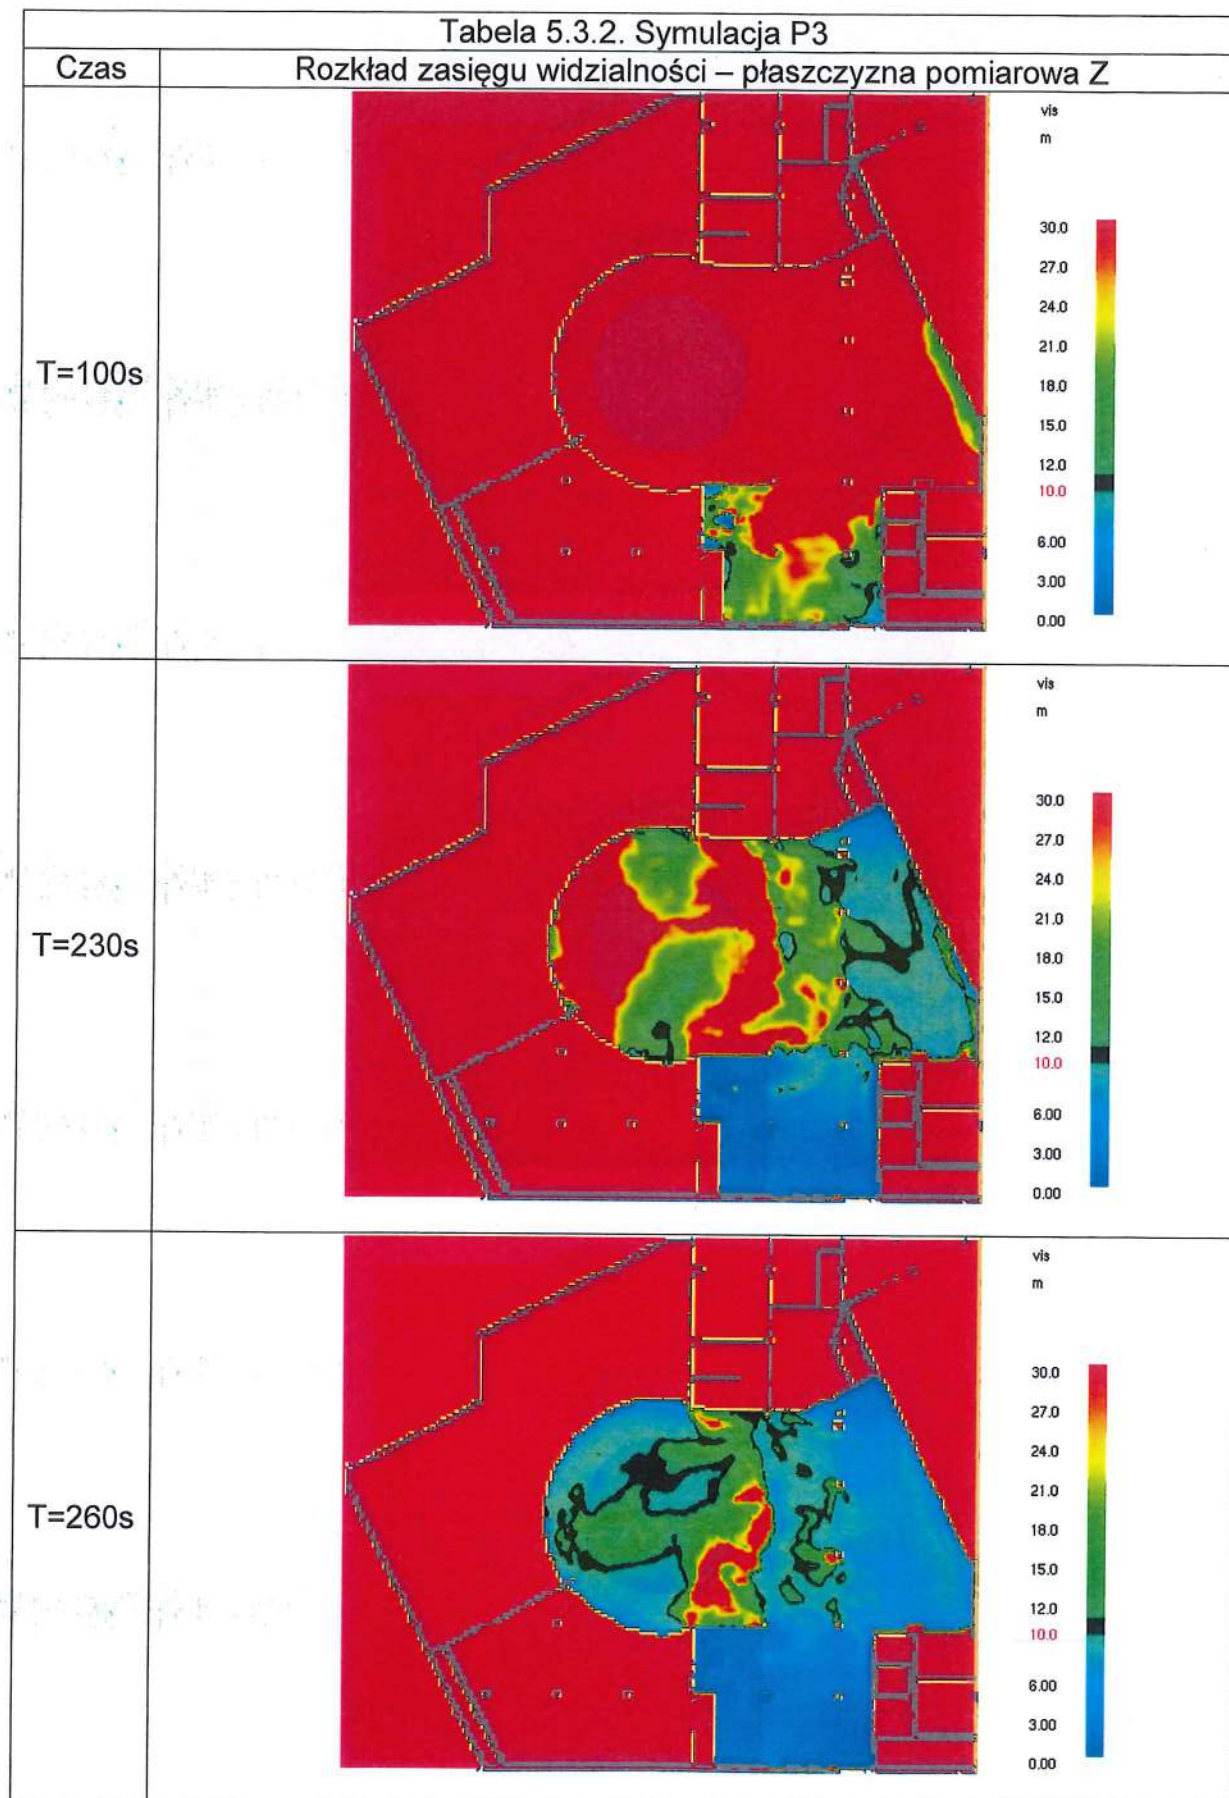 Tabela 5.3.2. Symulacja P3
Czas
Rozkład zasięgu widzialności – płaszczyzna pomiarowa Z
T=100s
vis
m
30.0
27.0
24.0
21.0
18.0
15.0
12.0
10.0
6.00
3.00
0.00
T=230s
vis
m
30.0
27.0
24.0
21.0
18.0
15.0
12.0
10.0
6.00
3.00
0.00
T=260s
vis
m
30.0
27.0
24.0
21.0
18.0
15.0
12.0
10.0
6.00
3.00
0.00